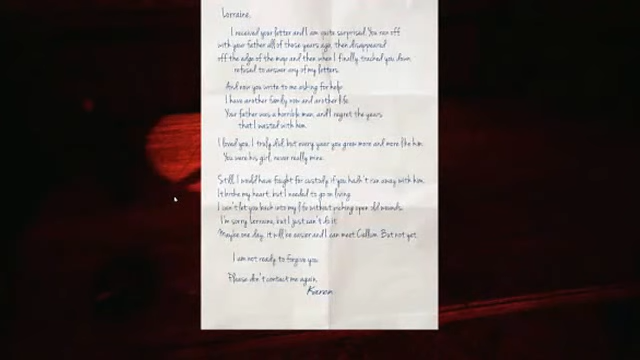 Lorraine,
I received your letter and I am quite surprised. You ran off
with your father all of those years ago, then disappeared
off the edge of the map and then when I finally tracked you down
refused to answer any of my letters.
And now you write to me asking for help.
I have another family now and another life.
Your father was a horrible man, and I regret the years
that I wasted with him.
I loved you, I truly did, but every year you grew more and more like him.
You were his girl, never really mine.
Still, I would have fought for custody if you hadn't run away with him.
It broke my heart, but I needed to go on living.
I can't let you back into my life without picking open old wounds.
I'm sorry Lorraine, but I just can't do it.
Maybe one day, it will be easier and I can meet Callum. But not yet.
I am not ready to forgive you.
Please don't contact me again.
Karen